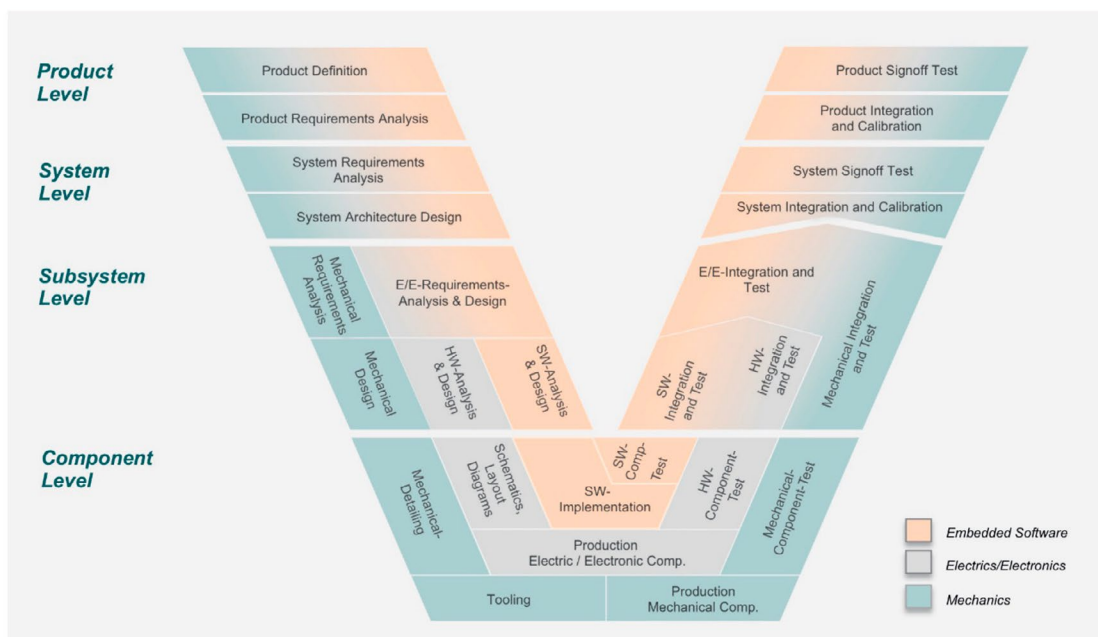 Product
Level
Product Definition
Product Signoff Test
Product Requirements Analysis
Product Integration
and Calibration
System
Level
System Requirements
Analysis
System Signoff Test
System Architecture Design
System Integration and Calibration
Subsystem
Level
Mechanical
Requirements
Analysis
E/E-Requirements-
Analysis & Design
E/E-Integration and
Test
Mechanical Integration
and Test
Mechanical
Design
HW-Analysis
& Design
SW-Analysis
& Design
SW-
Integration
and Test
HW-
Integration
and Test
Component
Level
Mechanical-
Detailing
Schematics,
Layout
Diagrams
SW-
Implementation
SW-
Comp-
Test
HW-
Component-
Test
Mechanical-
Component-Test
Production
Electric / Electronic Comp.
Tooling
Production
Mechanical Comp.
Embedded Software
Electrics/Electronics
Mechanics